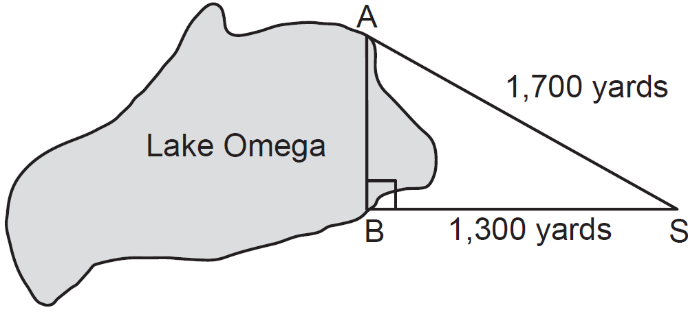 A
1,700 yards
Lake Omega
B
1,300 yards
S